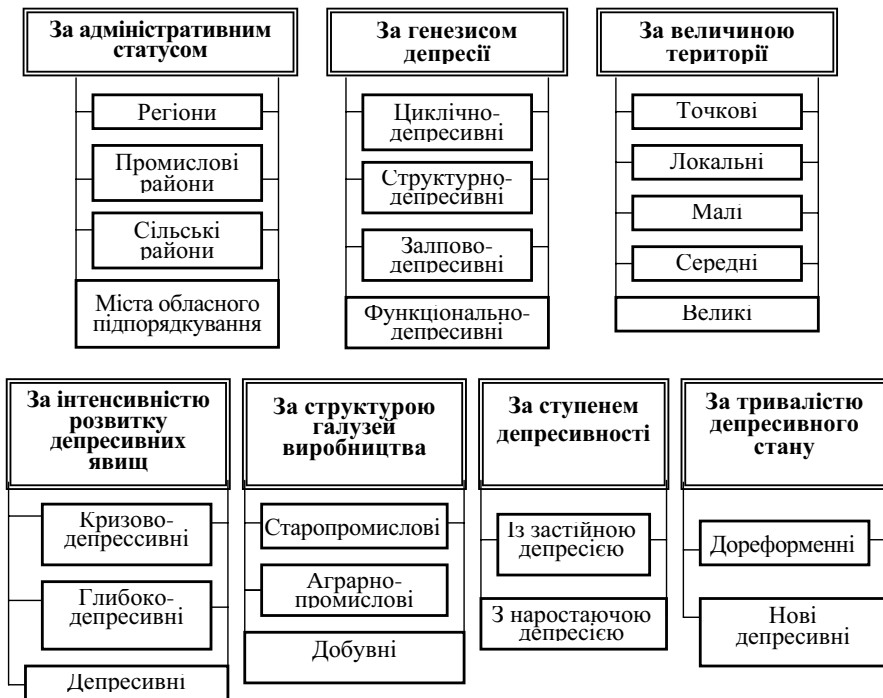 За адміністративним
статусом
Регіони
Промислові
райони
Сільські
райони
Міста обласного
підпорядкування
За генезисом
депресії
Циклічно-
депресивні
Структурно-
депресивні
Залпово-
депресивні
Функціонально-
депресивні
За величиною
території
Точкові
Локальні
Малі
Середні
Великі
За інтенсивністю
розвитку
депресивних
явищ
Кризово-
депрессивні
Глибоко-
депресивні
Депресивні
За структурою
галузей
виробництва
Старопромислові
Аграрно-
промислові
Добувні
За ступенем
депресивності
Із застійною
депресією
З наростаючою
депресією
За тривалістю
депресивного
стану
Дореформенні
Нові
депресивні